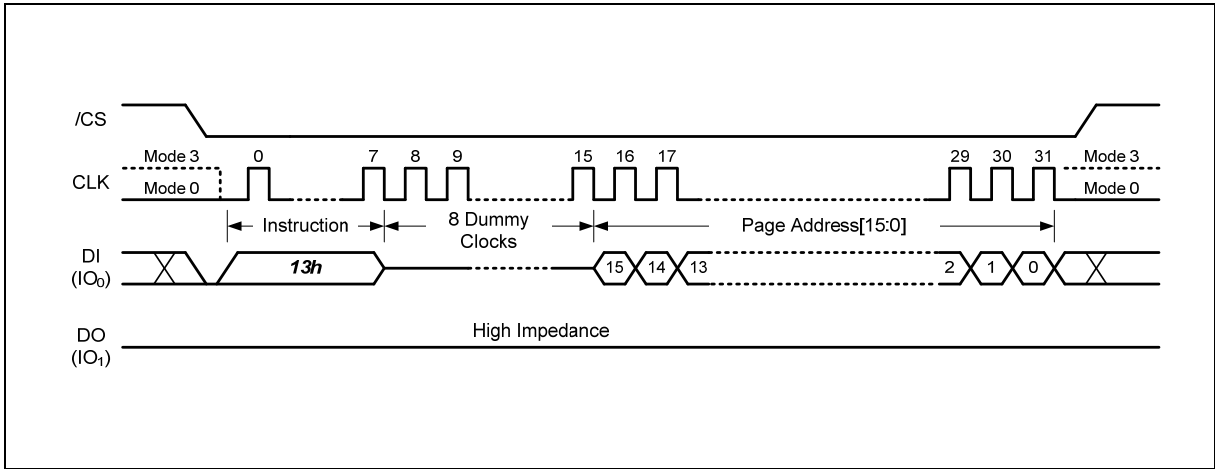 /CS
Mode 3 0 7 8 9 15 16 17 29 30 31 Mode 3
CLK
Mode 0 Mode 0
Instruction 8 Dummy Clocks Page Address[15:0]
DI
(IO₀)
13h 15 14 13 2 1 0
High Impedance
DO
(IO₁)